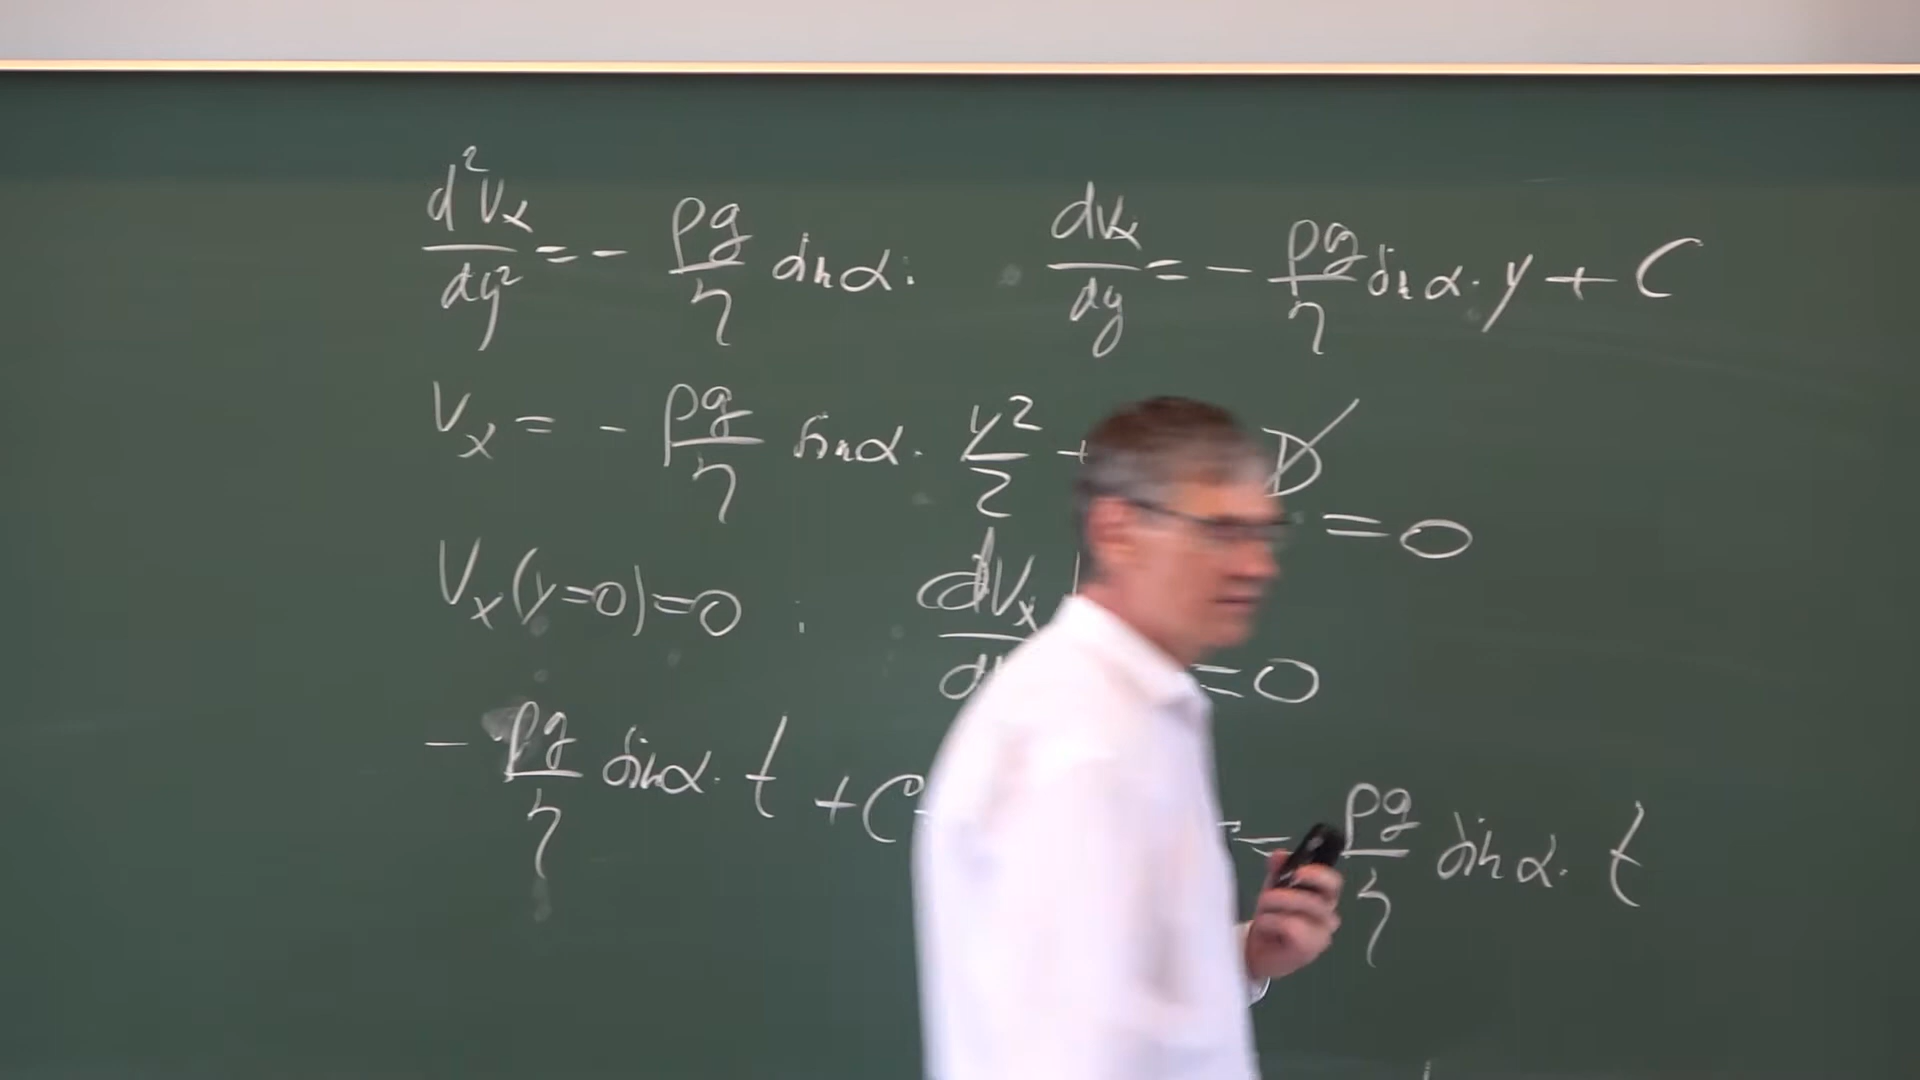 d²vₓ/dy² = - ρg/η sin α ; dvₓ/dy = - ρg/η sin α · y + C
vₓ = - ρg/η sin α · y²/2 + D = 0
vₓ(y=0)=0 ; dvₓ = 0
- ρg/η sin α · t + C = ρg/η sin α · t